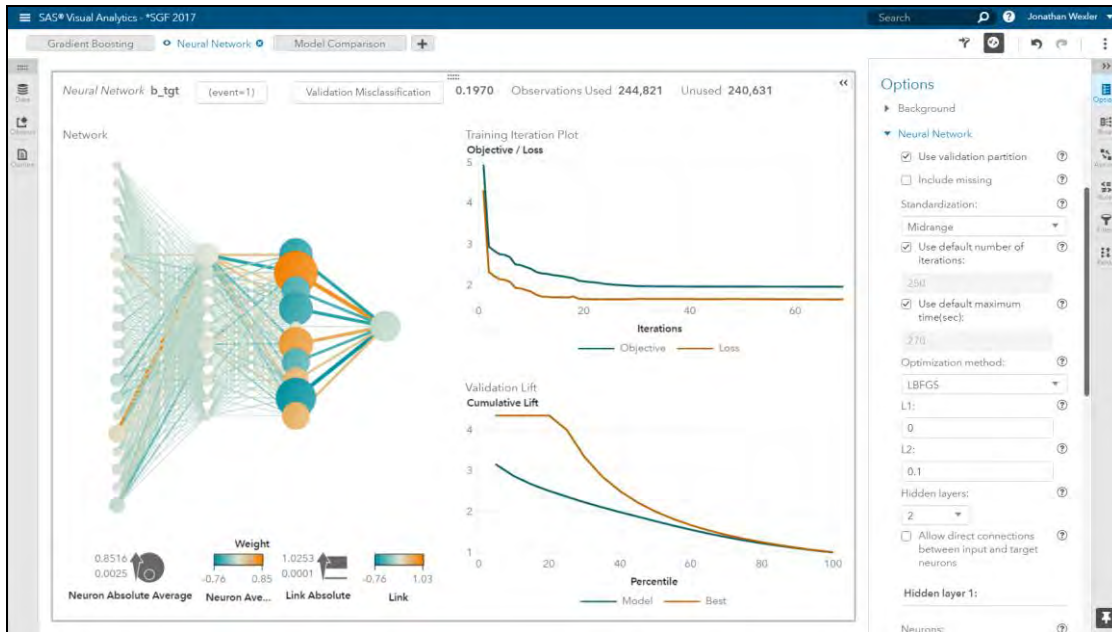 SAS® Visual Analytics - *SGF 2017
Search
Jonathan Wexler
Gradient Boosting
Neural Network
Model Comparison
Neural Network b_tgt
(event=1)
Validation Misclassification
0.1970
Observations Used 244,821
Unused 240,631
Network
Weight
0.8516
0.0025
-0.76 0.85
1.0253
0.0001
-0.76 1.03
Neuron Absolute Average
Neuron Ave...
Link Absolute
Link
Training Iteration Plot
Objective / Loss
5
4
3
2
0 20 40 60
Iterations
Objective Loss
Validation Lift
Cumulative Lift
4
3
2
1
0 20 40 60 80 100
Percentile
Model Best
Options
Background
Neural Network
Use validation partition
Include missing
Standardization:
Midrange
Use default number of
iterations:
250
Use default maximum
time(sec):
270
Optimization method:
LBFGS
L1:
0
L2:
0.1
Hidden layers:
2
Allow direct connections
between input and target
neurons
Hidden layer 1:
Neurons: